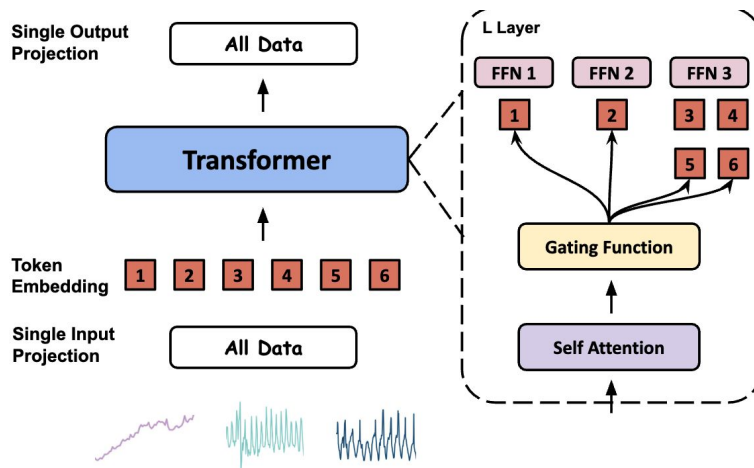 Single Output
Projection
All Data
Transformer
Token
Embedding
1 2 3 4 5 6
Single Input
Projection
All Data
L Layer
FFN 1 FFN 2 FFN 3
1 2 3 4
5 6
Gating Function
Self Attention